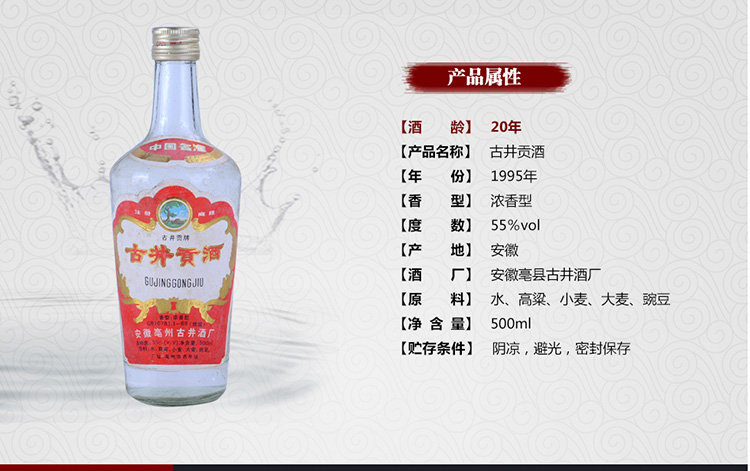 产品属性
【酒 龄】 20年
【产品名称】 古井贡酒
【年 份】 1995年
【香 型】 浓香型
【度 数】 55%vol
【产 地】 安徽
【酒 厂】 安徽亳县古井酒厂
【原 料】 水、高粱、小麦、大麦、豌豆
【净 含 量】 500ml
【贮存条件】 阴凉，避光，密封保存
中国名酒
古井贡牌
古井贡酒
GUJINGGONGJIU
安徽亳州古井酒厂